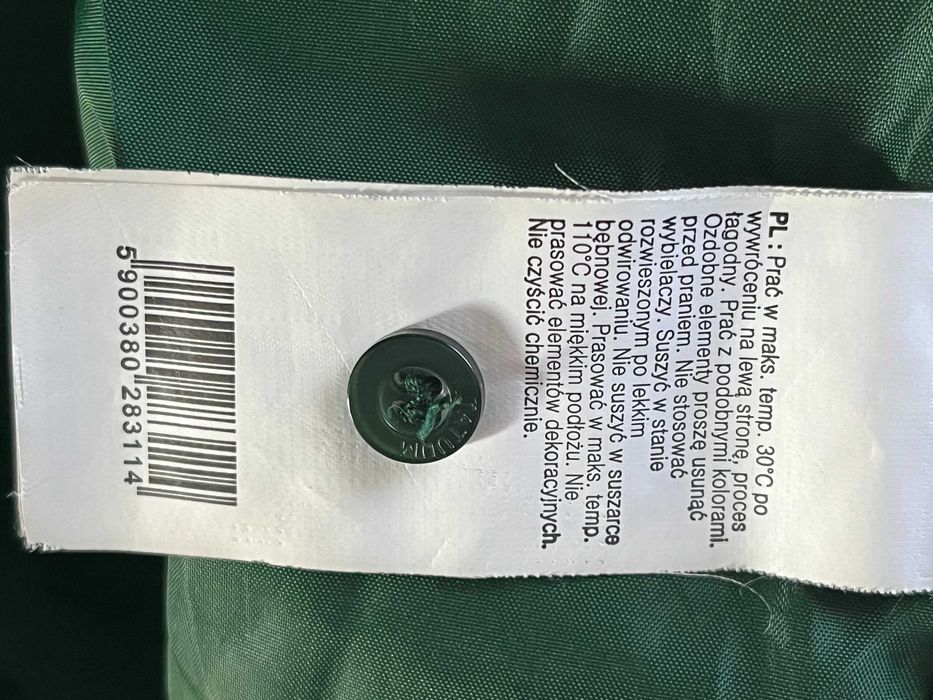 PL : Prać w maks. temp. 30°C po
wywróceniu na lewą stronę, proces
łagodny. Prać z podobnymi kolorami.
Ozdobne elementy proszę usunąć
przed praniem. Nie stosować
wybielaczy. Suszyć w stanie
rozwieszonym po lekkim
odwirowaniu. Nie suszyć w suszarce
bębnowej. Prasować w maks. temp.
110°C na miękkim podłożu. Nie
prasować elementów dekoracyjnych.
Nie czyścić chemicznie.
TATUUM
5 900380 283114